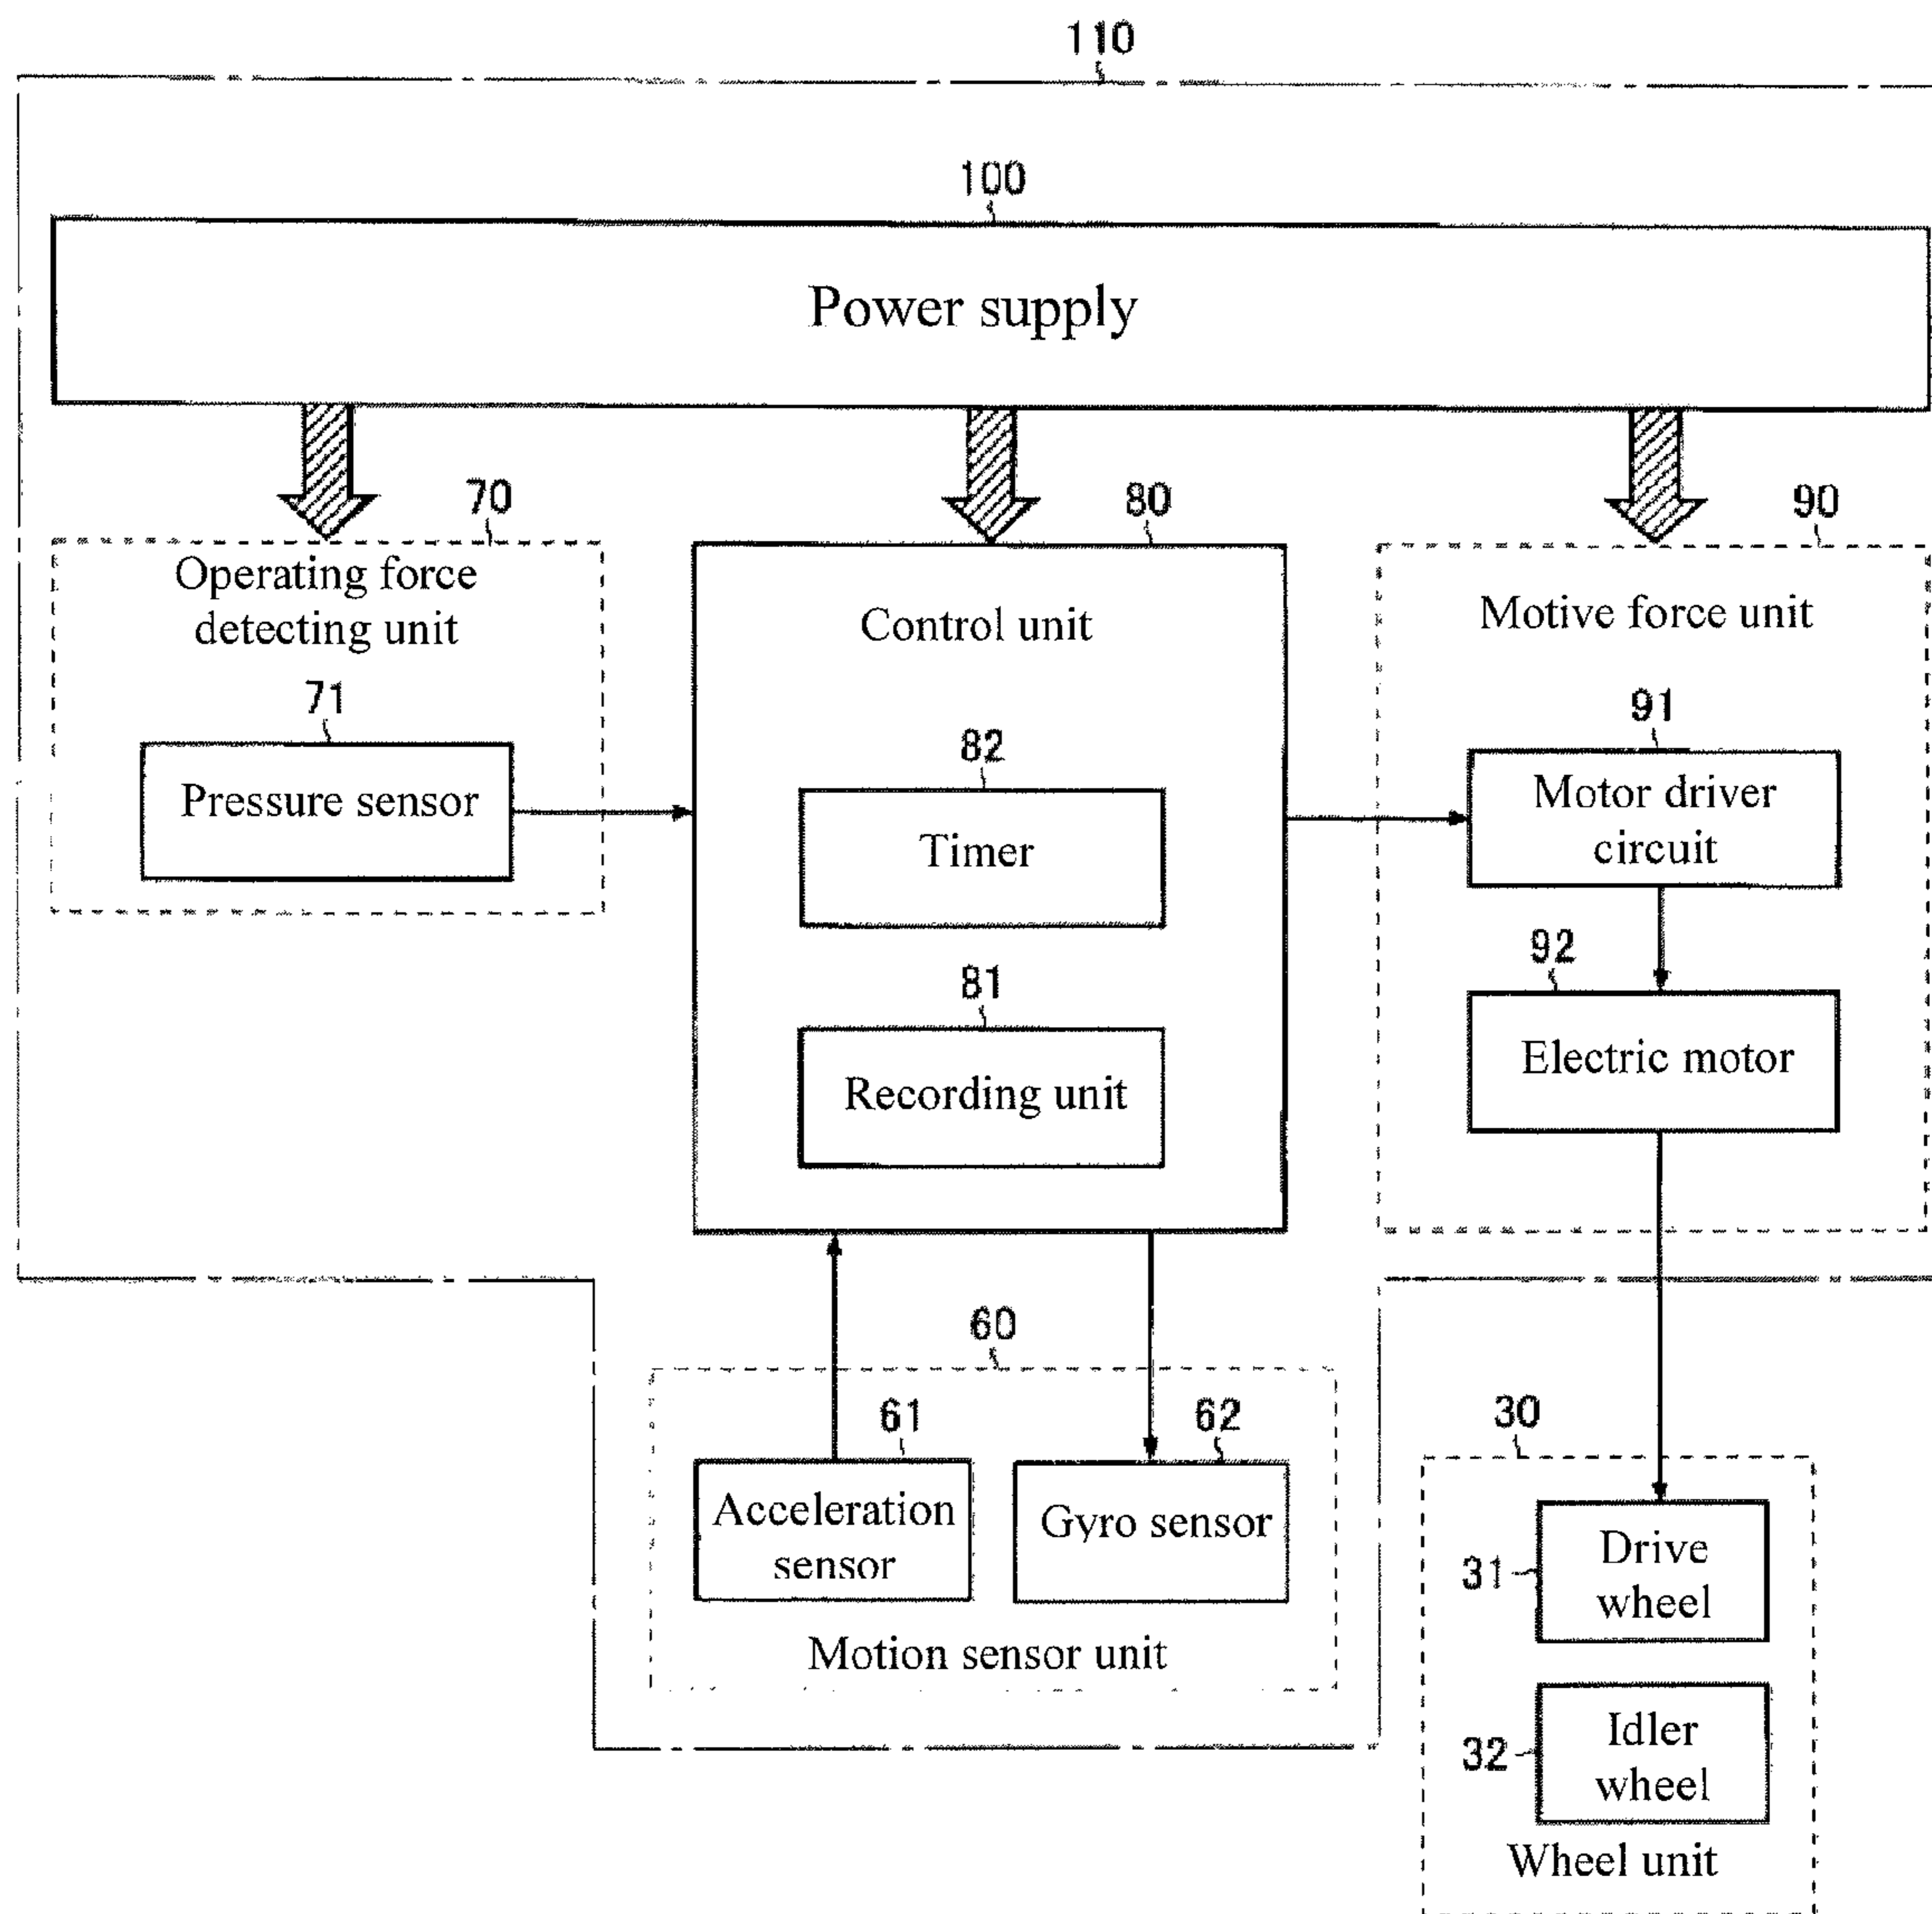 110
100
Power supply
70
Operating force
detecting unit
71
Pressure sensor
80
Control unit
82
Timer
81
Recording unit
90
Motive force unit
91
Motor driver
circuit
92
Electric motor
60
61
Acceleration
sensor
62
Gyro sensor
Motion sensor unit
30
31
Drive
wheel
32
Idler
wheel
Wheel unit